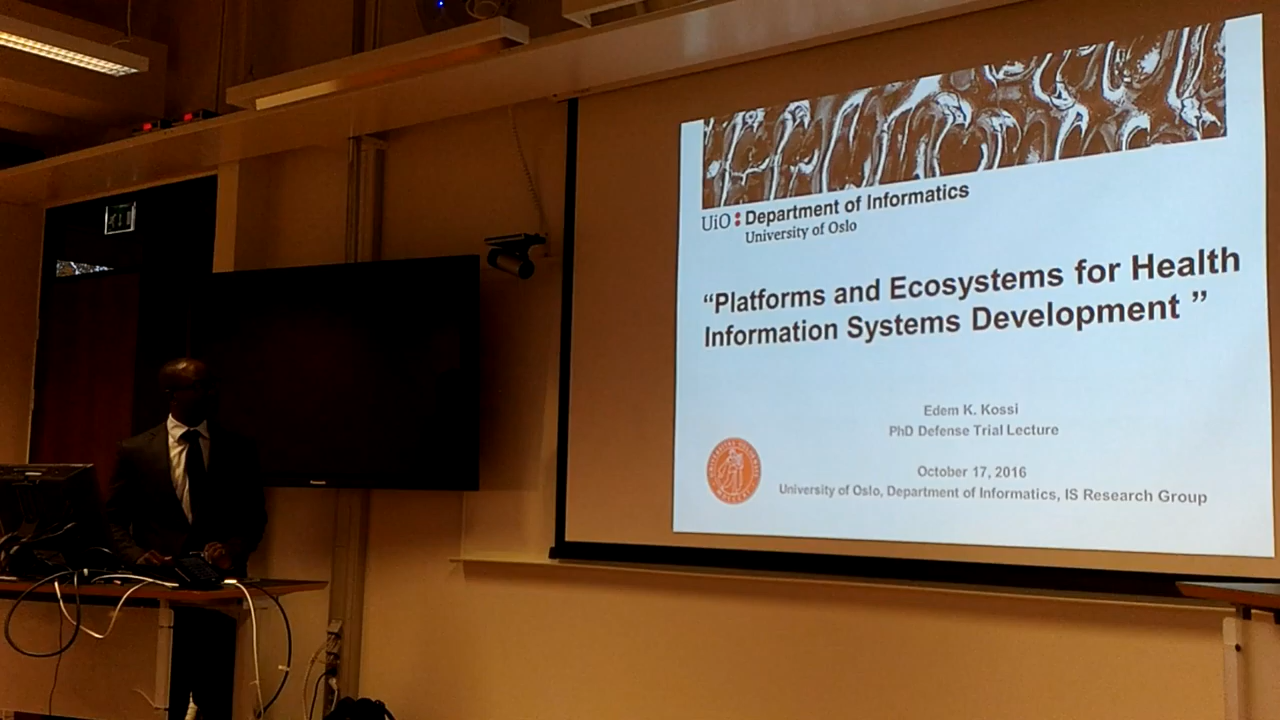 UiO : Department of Informatics
University of Oslo
“Platforms and Ecosystems for Health
Information Systems Development ”
Edem K. Kossi
PhD Defense Trial Lecture
October 17, 2016
University of Oslo, Department of Informatics, IS Research Group